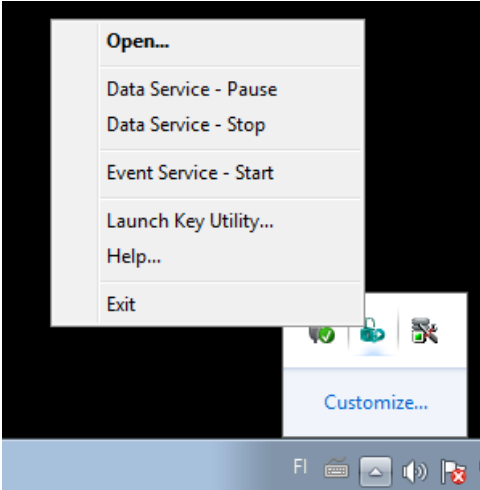 Open...
Data Service - Pause
Data Service - Stop
Event Service - Start
Launch Key Utility...
Help...
Exit
Customize...
FI